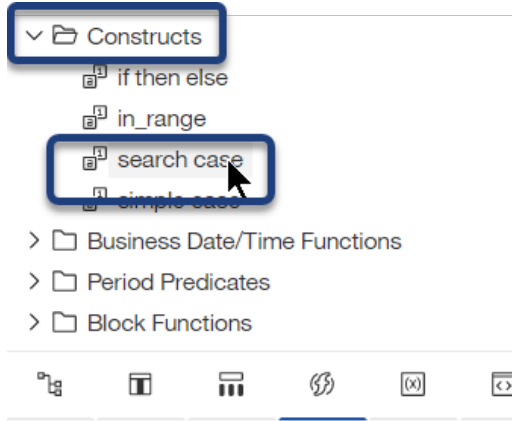 Constructs
if then else
in_range
search case
simple case
Business Date/Time Functions
Period Predicates
Block Functions